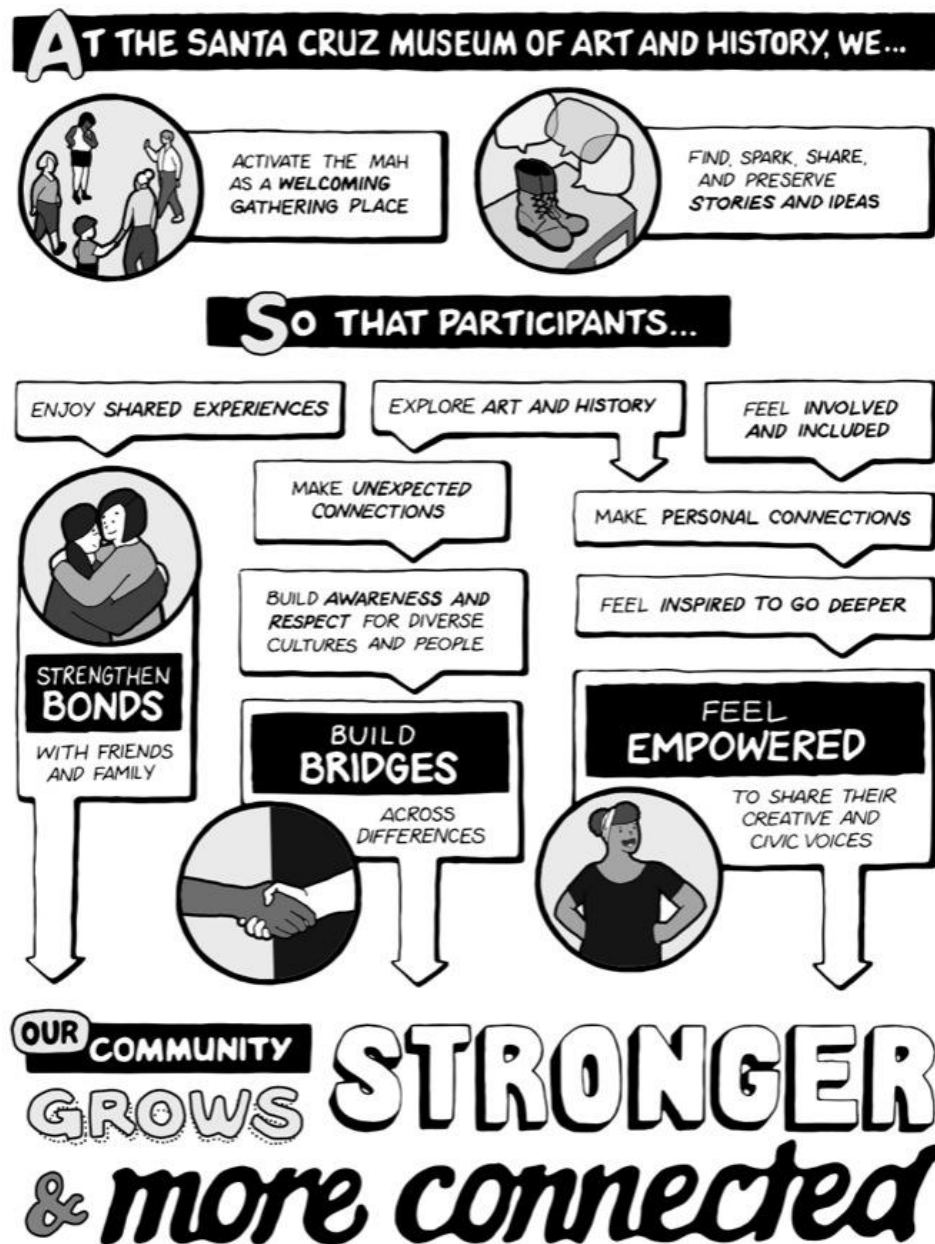 AT THE SANTA CRUZ MUSEUM OF ART AND HISTORY, WE...
ACTIVATE THE MAH
AS A WELCOMING
GATHERING PLACE
FIND, SPARK, SHARE,
AND PRESERVE
STORIES AND IDEAS
SO THAT PARTICIPANTS...
ENJOY SHARED EXPERIENCES
STRENGTHEN
BONDS
WITH FRIENDS
AND FAMILY
EXPLORE ART AND HISTORY
MAKE UNEXPECTED
CONNECTIONS
BUILD AWARENESS AND
RESPECT FOR DIVERSE
CULTURES AND PEOPLE
BUILD
BRIDGES
ACROSS
DIFFERENCES
FEEL INVOLVED
AND INCLUDED
MAKE PERSONAL CONNECTIONS
FEEL INSPIRED TO GO DEEPER
FEEL
EMPOWERED
TO SHARE THEIR
CREATIVE AND
CIVIC VOICES
OUR COMMUNITY
GROWS STRONGER
& more connected